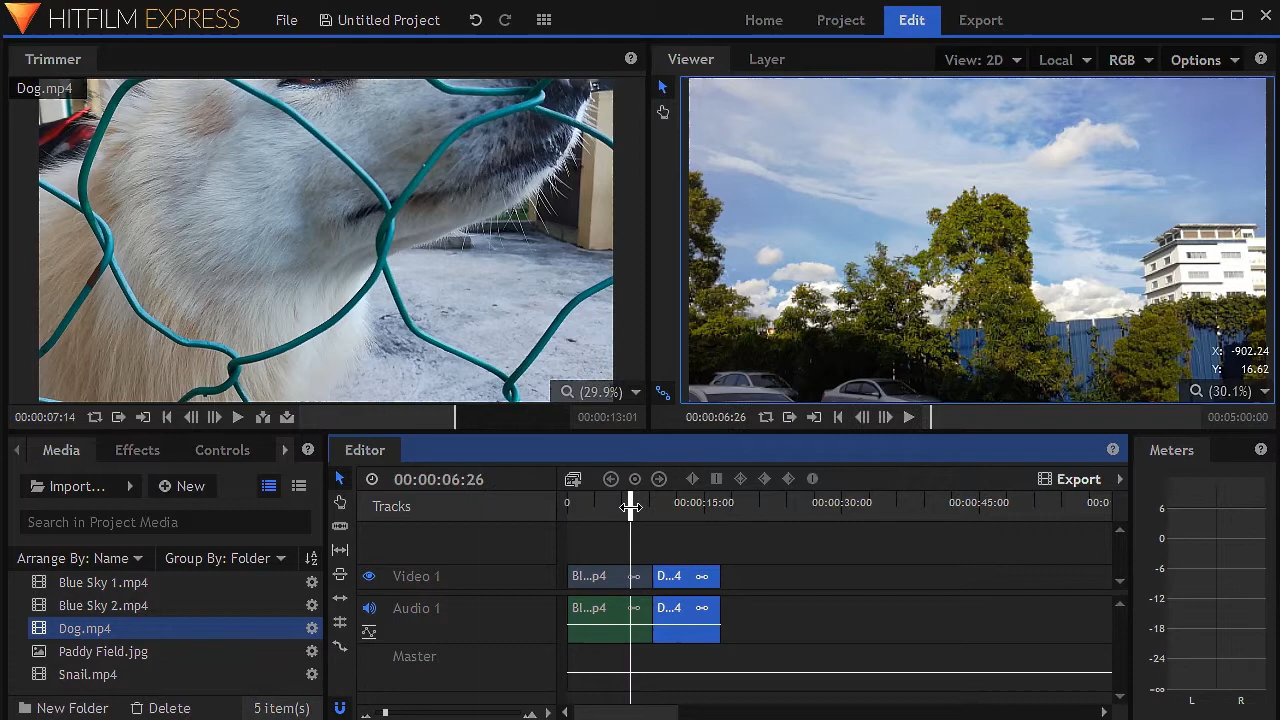 HITFILM EXPRESS
File
Untitled Project
Home
Project
Edit
Export
Trimmer
Dog.mp4
(29.9%)
00:00:07:14
00:00:13:01
Viewer
Layer
View: 2D
Local
RGB
Options
X: -902.24
Y: 16.62
(30.1%)
00:00:06:26
00:05:00:00
Media
Effects
Controls
Import...
New
Search in Project Media
Arrange By: Name
Group By: Folder
Blue Sky 1.mp4
Blue Sky 2.mp4
Dog.mp4
Paddy Field.jpg
Snail.mp4
New Folder
Delete
5 item(s)
Editor
00:00:06:26
Export
Tracks
0
00:00:15:00
00:00:30:00
00:00:45:00
00:0
Video 1
Bl...p4
D...4
Audio 1
Bl...p4
D...4
Master
Meters
6
0
-6
-12
-18
-24
-∞
L
R